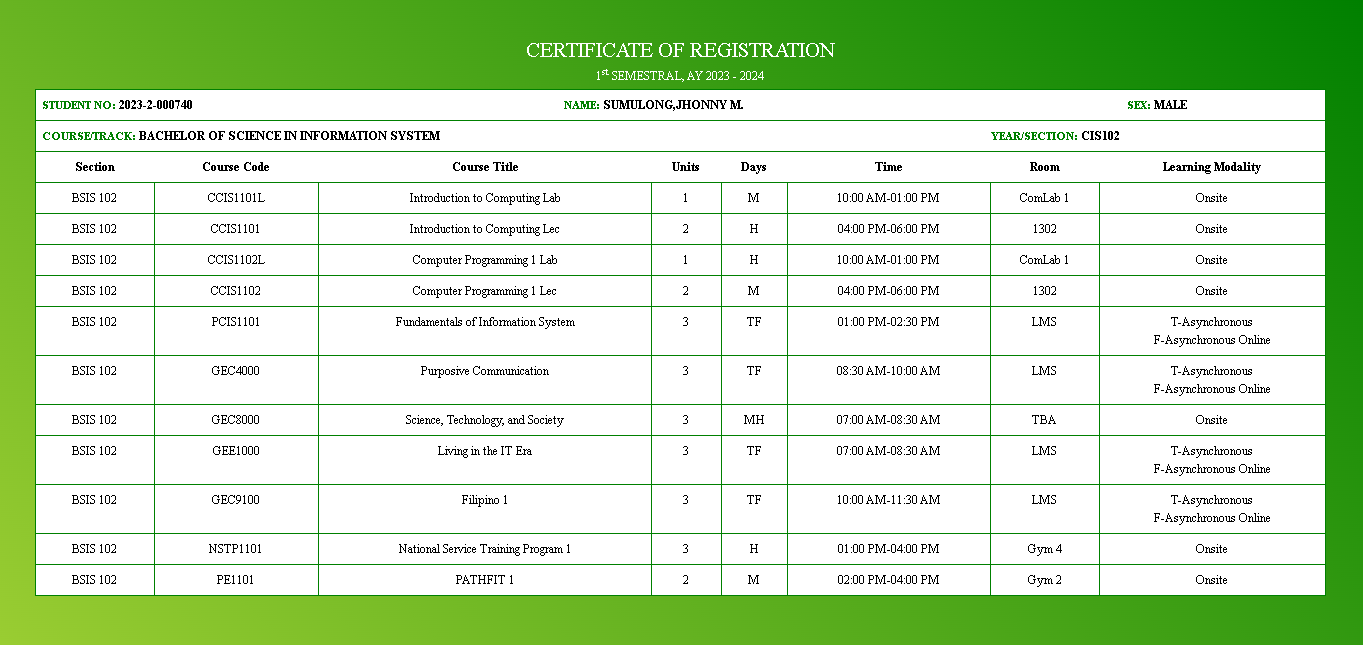 CERTIFICATE OF REGISTRATION
1st SEMESTRAL, AY 2023 - 2024
STUDENT NO: 2023-2-000740 NAME: SUMULONG,JHONNY M. SEX: MALE
COURSE/TRACK: BACHELOR OF SCIENCE IN INFORMATION SYSTEM YEAR/SECTION: CIS102
Section Course Code Course Title Units Days Time Room Learning Modality
BSIS 102 CCIS1101L Introduction to Computing Lab 1 M 10:00 AM-01:00 PM ComLab 1 Onsite
BSIS 102 CCIS1101 Introduction to Computing Lec 2 H 04:00 PM-06:00 PM 1302 Onsite
BSIS 102 CCIS1102L Computer Programming 1 Lab 1 H 10:00 AM-01:00 PM ComLab 1 Onsite
BSIS 102 CCIS1102 Computer Programming 1 Lec 2 M 04:00 PM-06:00 PM 1302 Onsite
BSIS 102 PCIS1101 Fundamentals of Information System 3 TF 01:00 PM-02:30 PM LMS T-Asynchronous
F-Asynchronous Online
BSIS 102 GEC4000 Purposive Communication 3 TF 08:30 AM-10:00 AM LMS T-Asynchronous
F-Asynchronous Online
BSIS 102 GEC8000 Science, Technology, and Society 3 MH 07:00 AM-08:30 AM TBA Onsite
BSIS 102 GEE1000 Living in the IT Era 3 TF 07:00 AM-08:30 AM LMS T-Asynchronous
F-Asynchronous Online
BSIS 102 GEC9100 Filipino 1 3 TF 10:00 AM-11:30 AM LMS T-Asynchronous
F-Asynchronous Online
BSIS 102 NSTP1101 National Service Training Program 1 3 H 01:00 PM-04:00 PM Gym 4 Onsite
BSIS 102 PE1101 PATHFIT 1 2 M 02:00 PM-04:00 PM Gym 2 Onsite